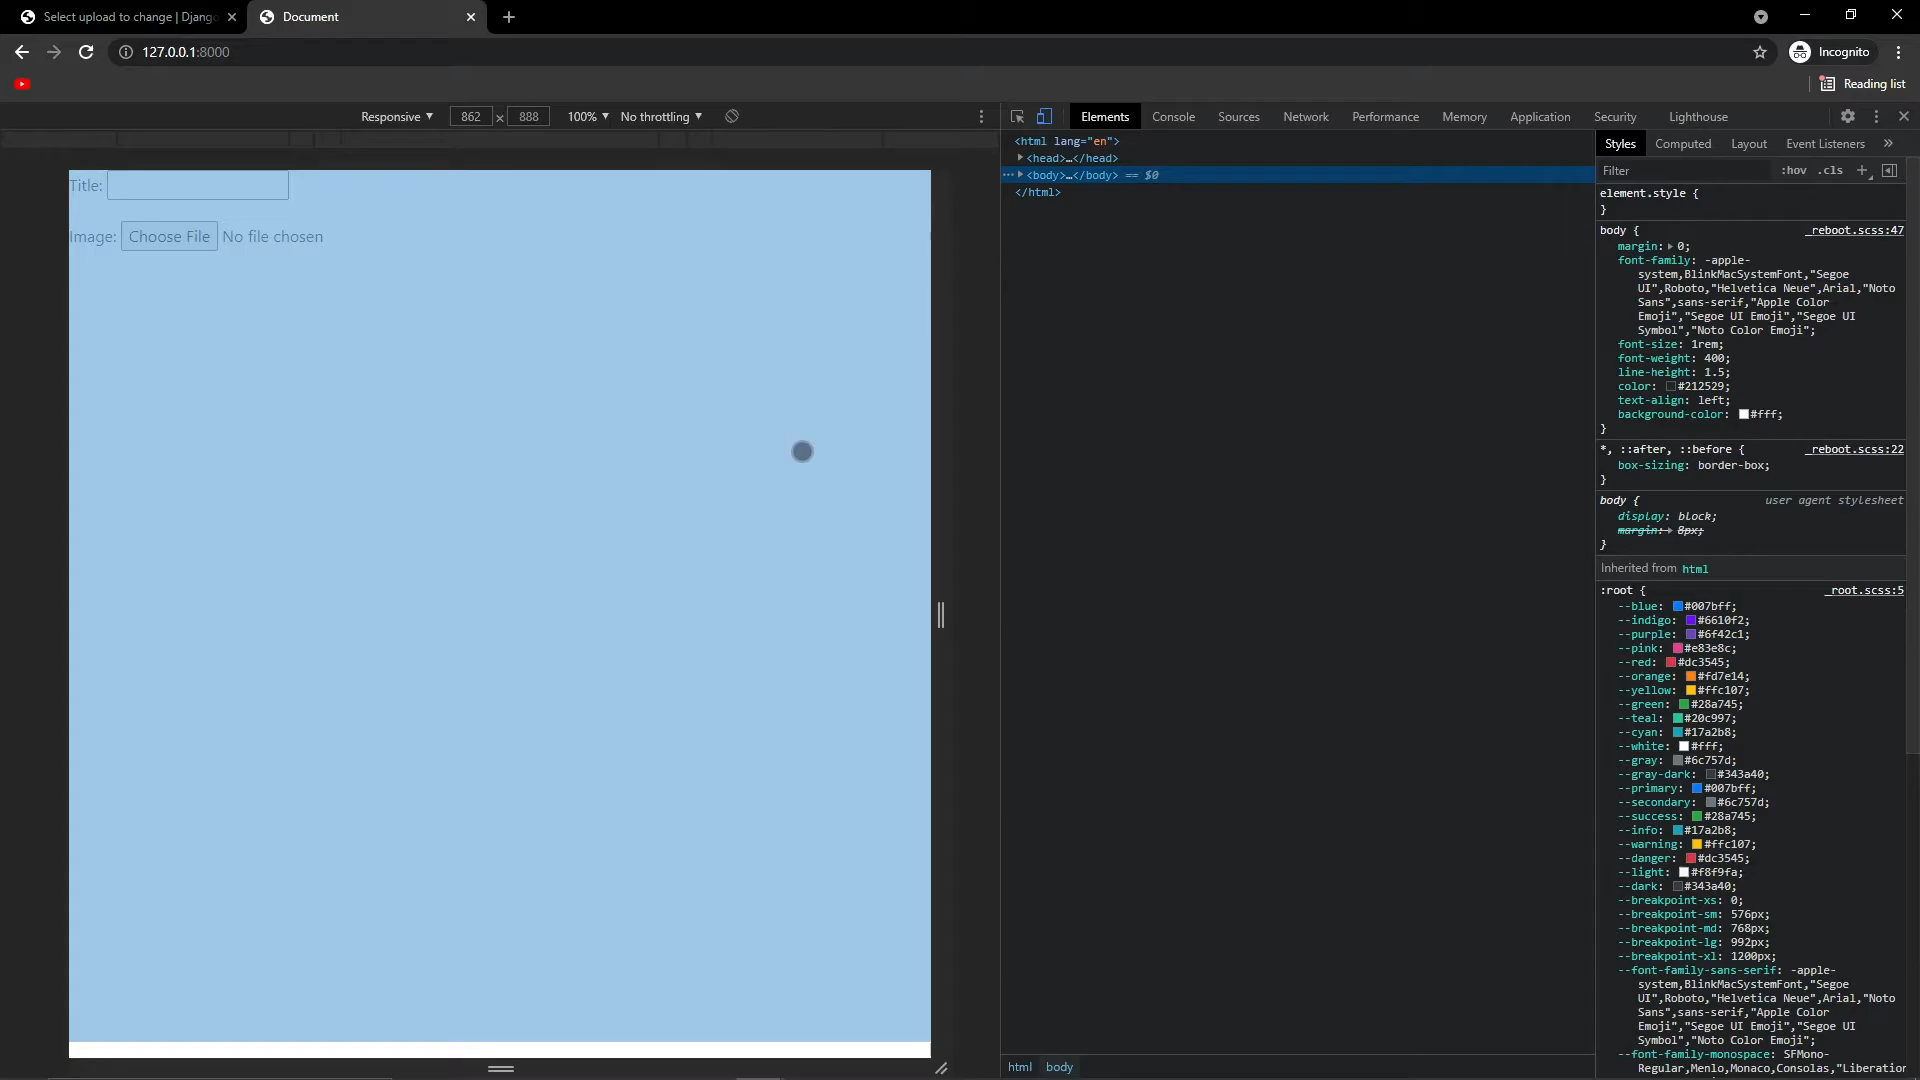 Select upload to change | Djang
Document
127.0.0.1:8000
Incognito
Reading list
Responsive 862 × 888 100% No throttling
Elements Console Sources Network Performance Memory Application Security Lighthouse
Title:
Image: Choose File No file chosen
<html lang="en">
<head>…</head>
<body>…</body> == $0
</html>
html body
Styles Computed Layout Event Listeners
Filter :hov .cls
element.style {
}
body { _reboot.scss:47
margin: 0;
font-family: -apple-
system,BlinkMacSystemFont,"Segoe
UI",Roboto,"Helvetica Neue",Arial,"Noto
Sans",sans-serif,"Apple Color
Emoji","Segoe UI Emoji","Segoe UI
Symbol","Noto Color Emoji";
font-size: 1rem;
font-weight: 400;
line-height: 1.5;
color: #212529;
text-align: left;
background-color: #fff;
}
*, ::after, ::before { _reboot.scss:22
box-sizing: border-box;
}
body { user agent stylesheet
display: block;
margin: 8px;
}
Inherited from html
:root { _root.scss:5
--blue: #007bff;
--indigo: #6610f2;
--purple: #6f42c1;
--pink: #e83e8c;
--red: #dc3545;
--orange: #fd7e14;
--yellow: #ffc107;
--green: #28a745;
--teal: #20c997;
--cyan: #17a2b8;
--white: #fff;
--gray: #6c757d;
--gray-dark: #343a40;
--primary: #007bff;
--secondary: #6c757d;
--success: #28a745;
--info: #17a2b8;
--warning: #ffc107;
--danger: #dc3545;
--light: #f8f9fa;
--dark: #343a40;
--breakpoint-xs: 0;
--breakpoint-sm: 576px;
--breakpoint-md: 768px;
--breakpoint-lg: 992px;
--breakpoint-xl: 1200px;
--font-family-sans-serif: -apple-
system,BlinkMacSystemFont,"Segoe
UI",Roboto,"Helvetica Neue",Arial,"Noto
Sans",sans-serif,"Apple Color
Emoji","Segoe UI Emoji","Segoe UI
Symbol","Noto Color Emoji";
--font-family-monospace: SFMono-
Regular,Menlo,Monaco,Consolas,"Liberation